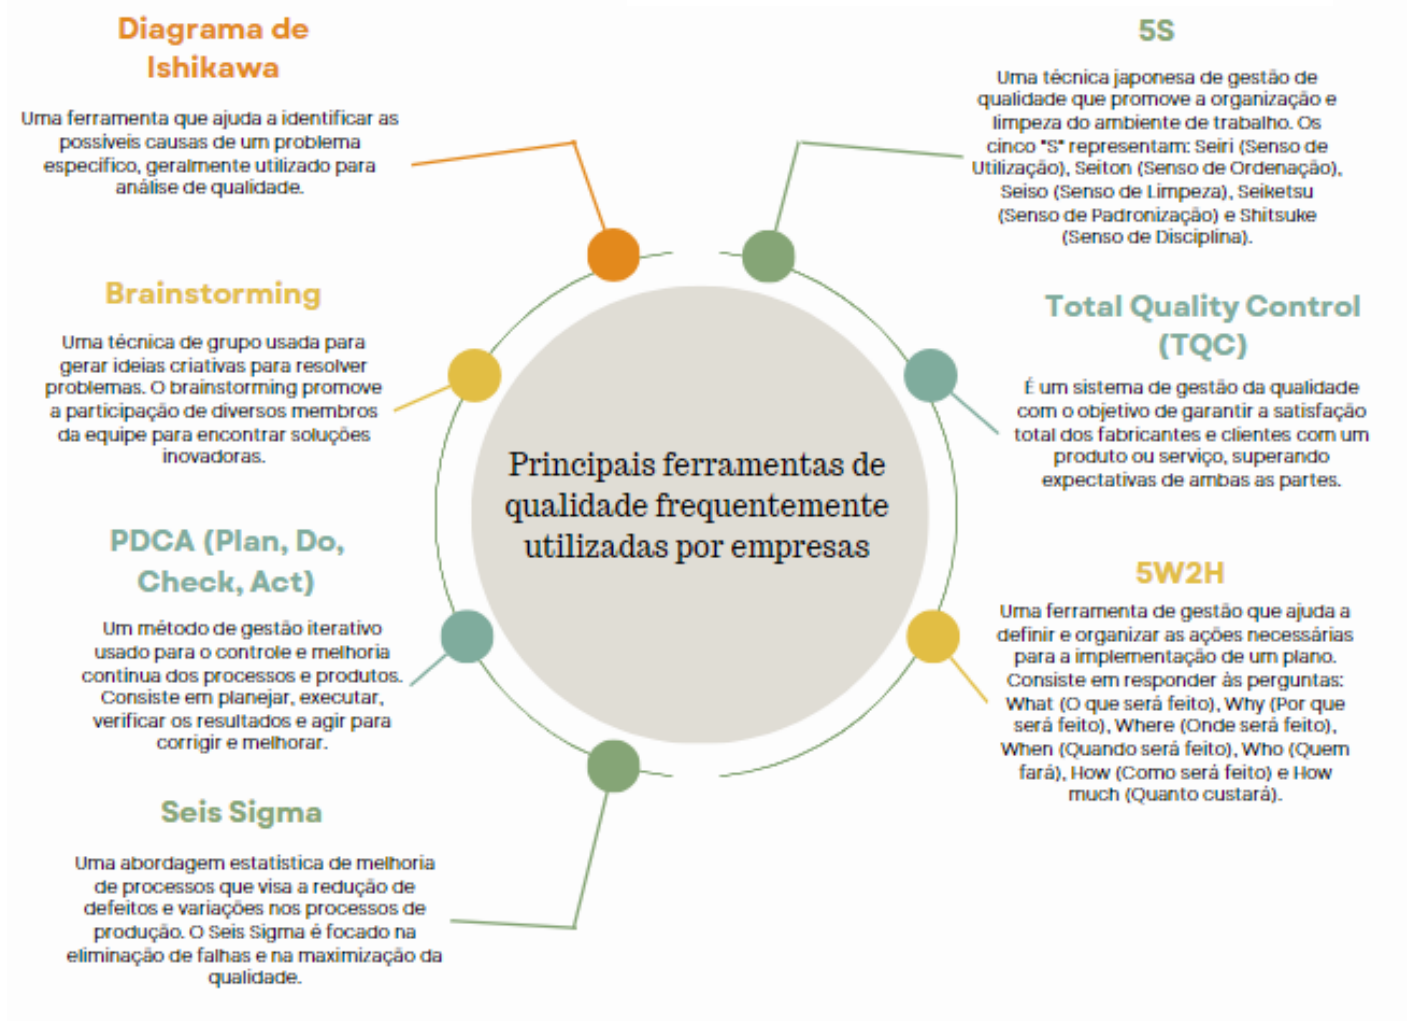 Diagrama de
Ishikawa
Uma ferramenta que ajuda a identificar as
possíveis causas de um problema
específico, geralmente utilizado para
análise de qualidade.
Brainstorming
Uma técnica de grupo usada para
gerar ideias criativas para resolver
problemas. O brainstorming promove
a participação de diversos membros
da equipe para encontrar soluções
inovadoras.
PDCA (Plan, Do,
Check, Act)
Um método de gestão iterativo
usado para o controle e melhoria
contínua dos processos e produtos.
Consiste em planejar, executar,
verificar os resultados e agir para
corrigir e melhorar.
Seis Sigma
Uma abordagem estatística de melhoria
de processos que visa a redução de
defeitos e variações nos processos de
produção. O Seis Sigma é focado na
eliminação de falhas e na maximização da
qualidade.
Principais ferramentas de
qualidade frequentemente
utilizadas por empresas
5S
Uma técnica japonesa de gestão de
qualidade que promove a organização e
limpeza do ambiente de trabalho. Os
cinco "S" representam: Seiri (Senso de
Utilização), Seiton (Senso de Ordenação),
Seiso (Senso de Limpeza), Seiketsu
(Senso de Padronização) e Shitsuke
(Senso de Disciplina).
Total Quality Control
(TQC)
É um sistema de gestão da qualidade
com o objetivo de garantir a satisfação
total dos fabricantes e clientes com um
produto ou serviço, superando
expectativas de ambas as partes.
5W2H
Uma ferramenta de gestão que ajuda a
definir e organizar as ações necessárias
para a implementação de um plano.
Consiste em responder às perguntas:
What (O que será feito), Why (Por que
será feito), Where (Onde será feito),
When (Quando será feito), Who (Quem
fará), How (Como será feito) e How
much (Quanto custará).